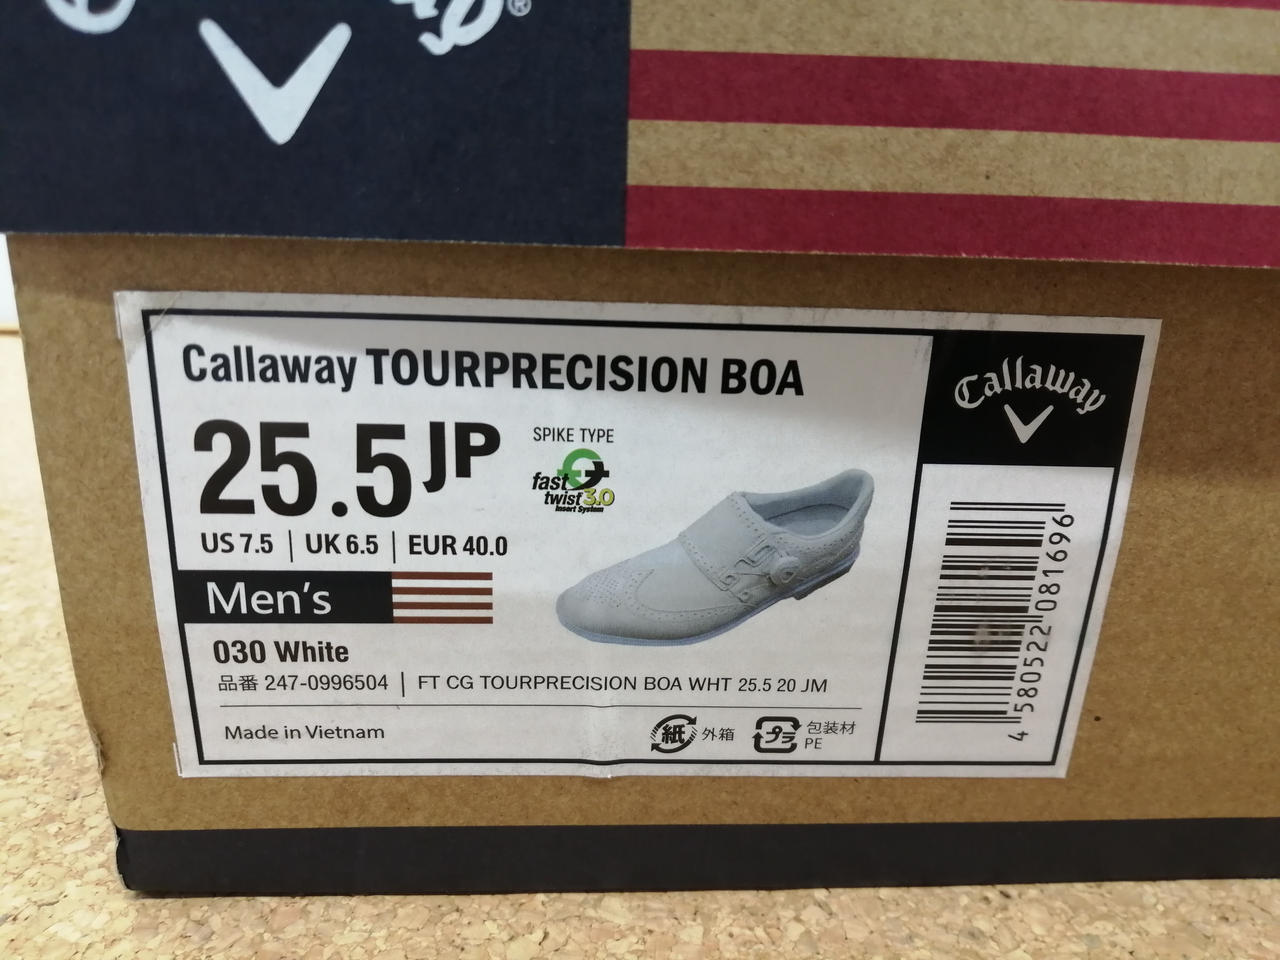 ®
Callaway TOURPRECISION BOA
25.5 JP
SPIKE TYPE
fast
twist 3.0
Insert System
US 7.5 | UK 6.5 | EUR 40.0
Men's
030 White
品番 247-0996504 | FT CG TOURPRECISION BOA WHT 25.5 20 JM
Made in Vietnam
紙 外箱
プラ 包装材
PE
Callaway
4 580522 081696